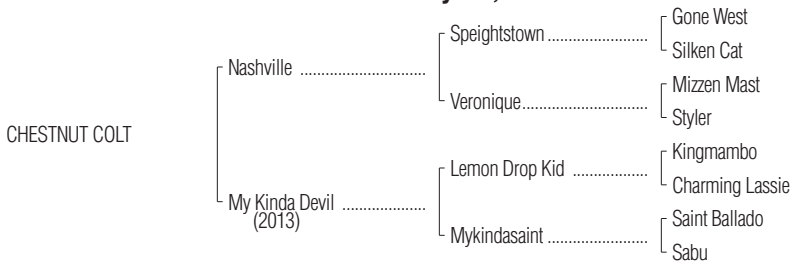 Gone West
Speightstown
Silken Cat
Nashville
Mizzen Mast
Veronique
Styler
CHESTNUT COLT
Kingmambo
Lemon Drop Kid
Charming Lassie
My Kinda Devil
(2013)
Saint Ballado
Mykindasaint
Sabu